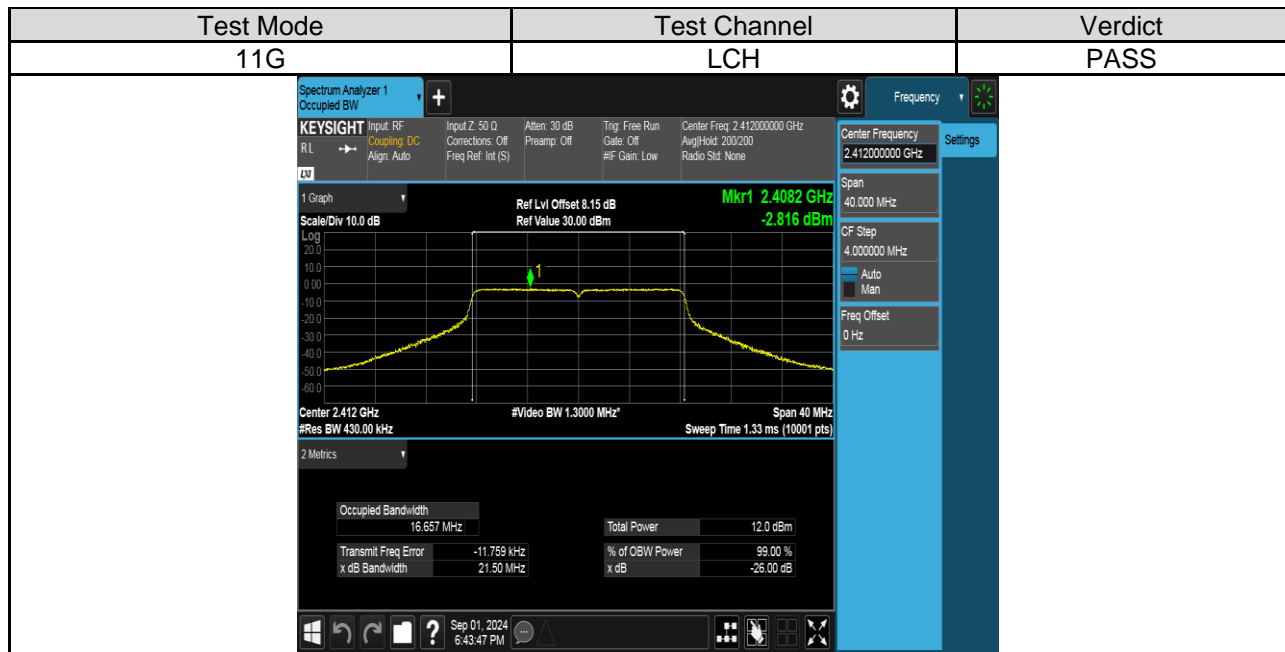 Test Mode Test Channel Verdict
11G LCH PASS
Spectrum Analyzer 1
Occupied BW
+
Frequency
KEYSIGHT Input: RF Input Z: 50 Ω Atten: 30 dB Trig: Free Run Center Freq: 2.412000000 GHz
RL Coupling: DC Corrections: Off Preamp: Off Gate: Off Avg|Hold: 200/200
Align: Auto Freq Ref: Int (S) #IF Gain: Low Radio Std: None
LXI
Center Frequency
2.412000000 GHz
Settings
Span
40.000 MHz
CF Step
4.000000 MHz
Auto
Man
Freq Offset
0 Hz
1 Graph Ref Lvl Offset 8.15 dB Mkr1 2.4082 GHz
Scale/Div 10.0 dB Ref Value 30.00 dBm -2.816 dBm
Log
20.0
10.0
1
0.00
-10.0
-20.0
-30.0
-40.0
-50.0
-60.0
Center 2.412 GHz #Video BW 1.3000 MHz* Span 40 MHz
#Res BW 430.00 kHz Sweep Time 1.33 ms (10001 pts)
2 Metrics
Occupied Bandwidth
16.657 MHz Total Power 12.0 dBm
Transmit Freq Error -11.759 kHz % of OBW Power 99.00 %
x dB Bandwidth 21.50 MHz x dB -26.00 dB
? Sep 01, 2024
6:43:47 PM